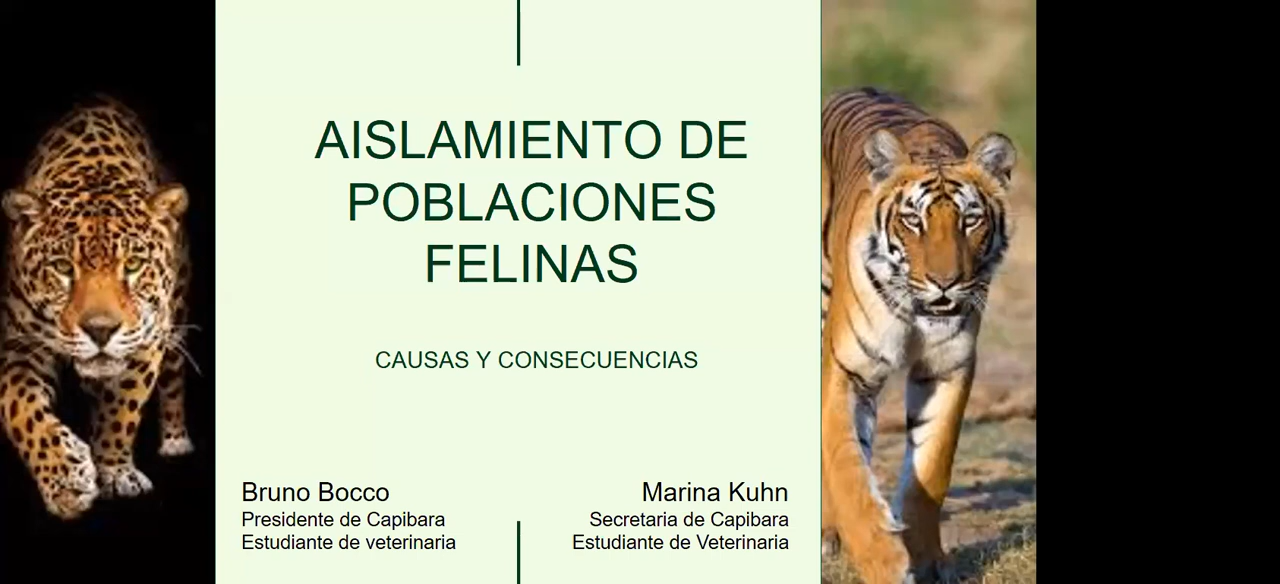 AISLAMIENTO DE
POBLACIONES
FELINAS
CAUSAS Y CONSECUENCIAS
Bruno Bocco
Presidente de Capibara
Estudiante de veterinaria
Marina Kuhn
Secretaria de Capibara
Estudiante de Veterinaria